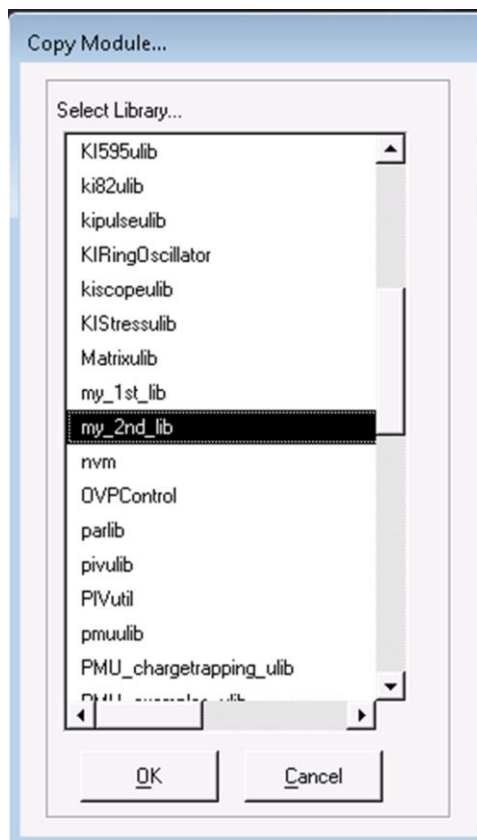 Copy Module...
Select Library...
KI595ulib
ki82ulib
kipulseulib
KIRingOscillator
kiscopeulib
KIStressulib
Matrixulib
my_1st_lib
my_2nd_lib
nvm
OVPControl
parlib
pivulib
PIVutil
pmuulib
PMU_chargetrapping_ulib
OK Cancel